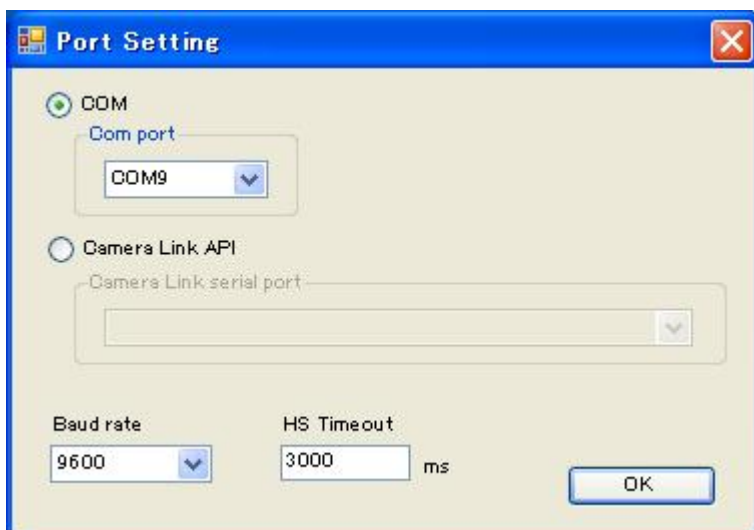 Port Setting
COM
Com port
COM9
Camera Link API
Camera Link serial port
Baud rate
HS Timeout
9600
3000
ms
OK